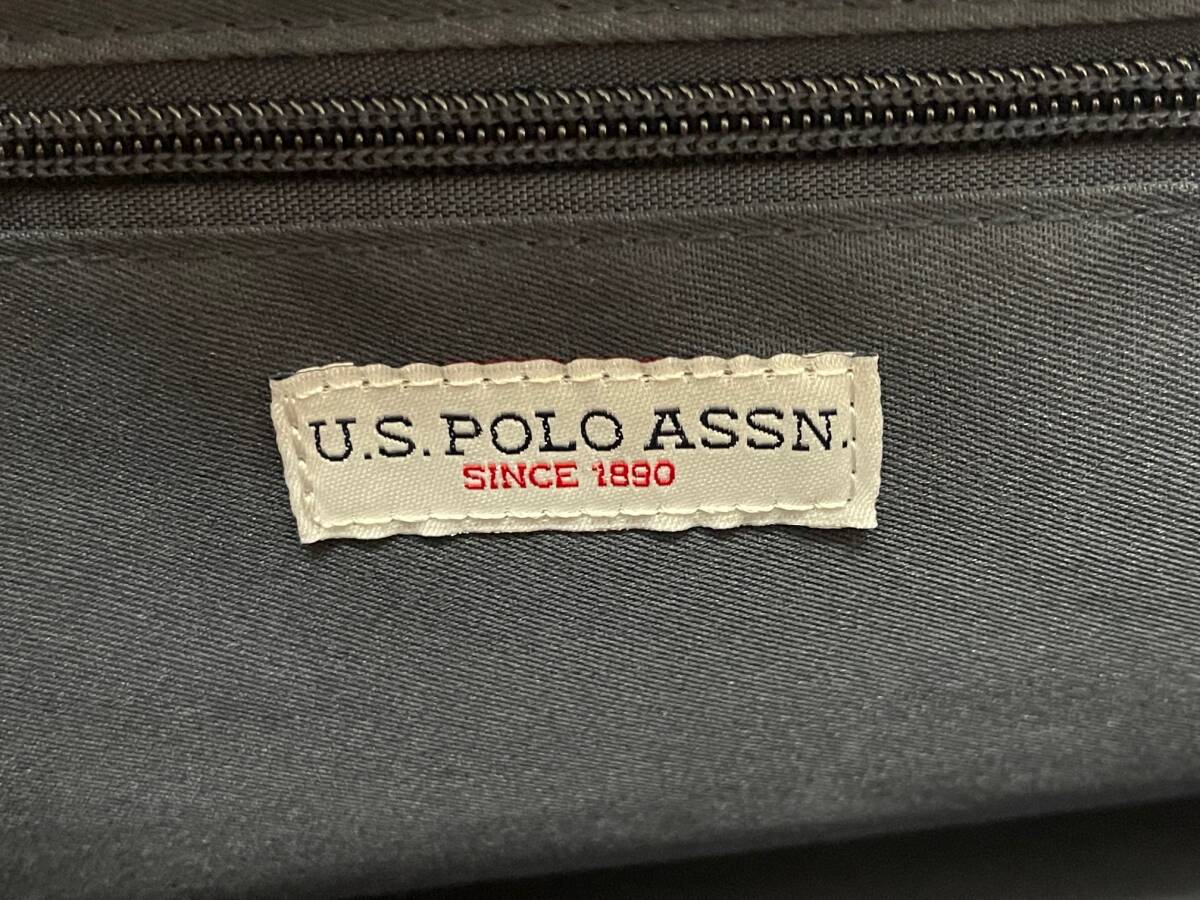 U.S. POLO ASSN.
SINCE 1890